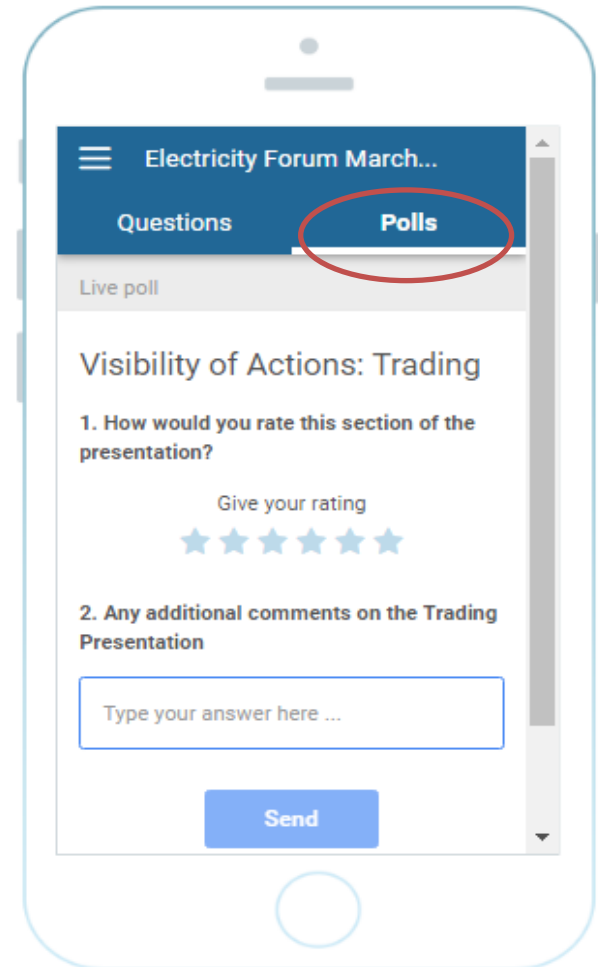 Electricity Forum March...
Questions Polls
Live poll
Visibility of Actions: Trading
1. How would you rate this section of the
presentation?
Give your rating
2. Any additional comments on the Trading
Presentation
Type your answer here ...
Send